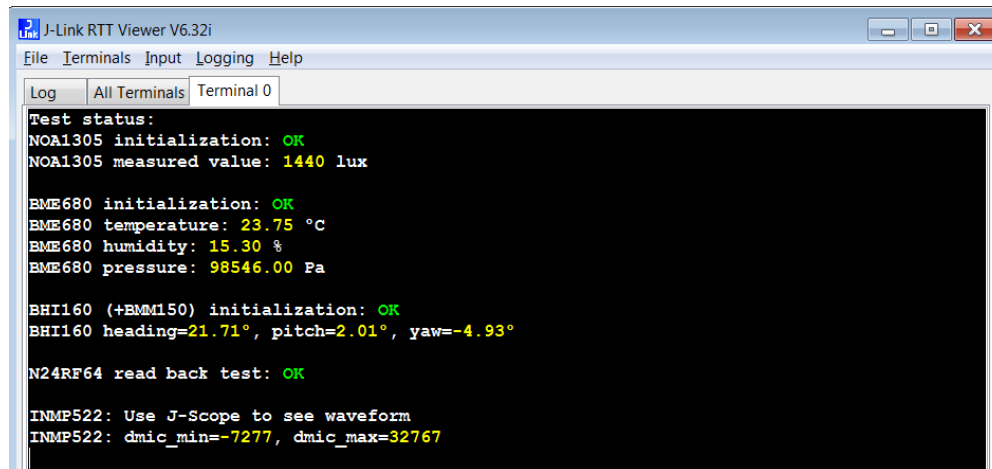 J-Link RTT Viewer V6.32i
File Terminals Input Logging Help
Log All Terminals Terminal 0
Test status:
NOA1305 initialization: OK
NOA1305 measured value: 1440 lux
BME680 initialization: OK
BME680 temperature: 23.75 °C
BME680 humidity: 15.30 %
BME680 pressure: 98546.00 Pa
BHI160 (+BMM150) initialization: OK
BHI160 heading=21.71°, pitch=2.01°, yaw=-4.93°
N24RF64 read back test: OK
INMP522: Use J-Scope to see waveform
INMP522: dmic_min=-7277, dmic_max=32767